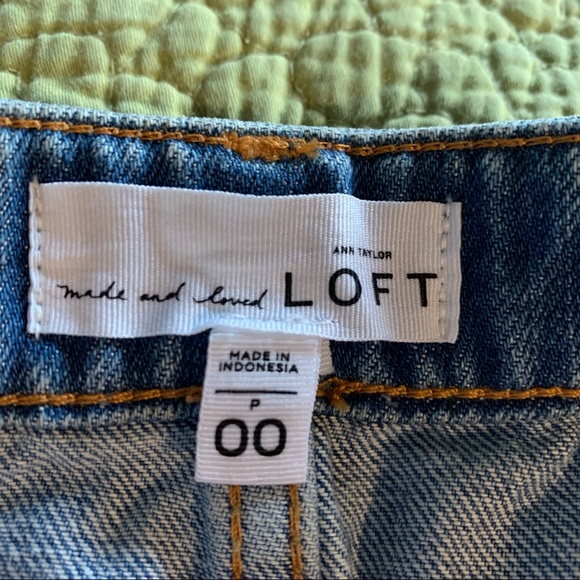 ANN TAYLOR
made and loved LOFT
MADE IN
INDONESIA
P
00